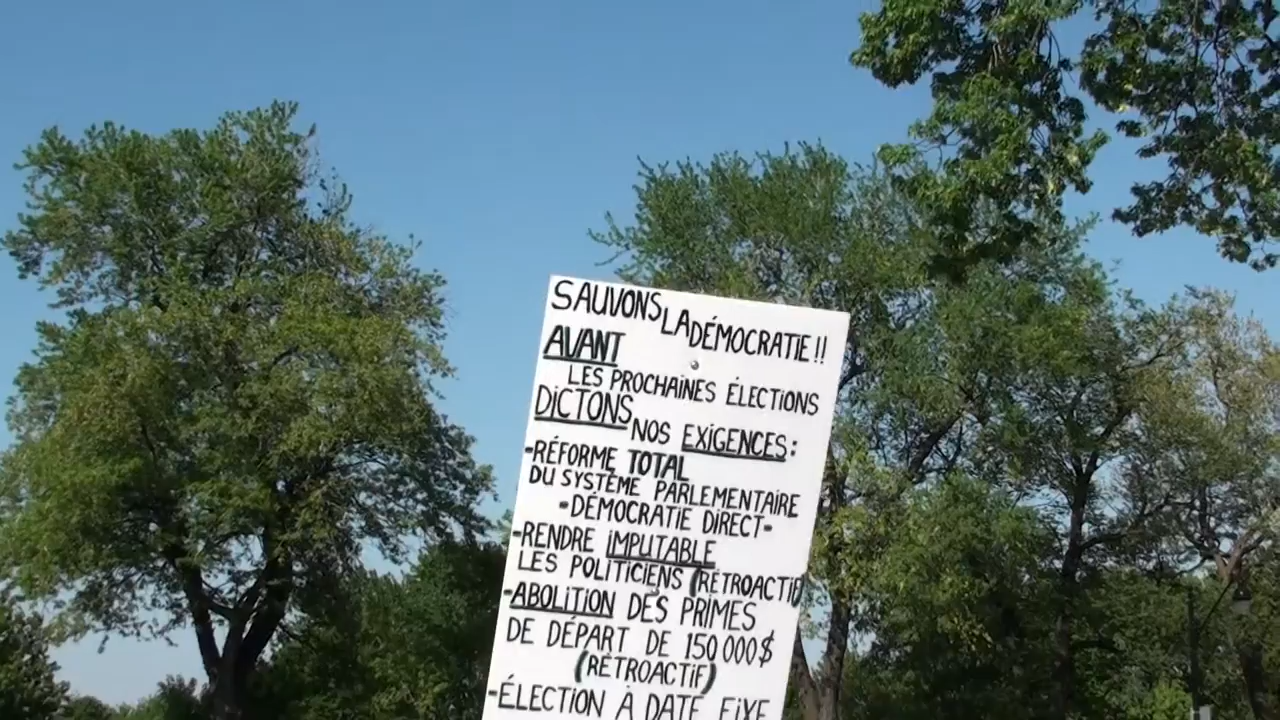 SAUVONS LA DÉMOCRATIE !!
AVANT
LES PROCHAINES ÉLECTIONS
DICTONS NOS EXIGENCES :
-RÉFORME TOTAL
DU SYSTÈME PARLEMENTAIRE
-DÉMOCRATIE DIRECT-
-RENDRE IMPUTABLE
LES POLITICIENS (RÉTROACTIF)
-ABOLITION DES PRIMES
DE DÉPART DE 150 000$
(RÉTROACTIF)
-ÉLECTION À DATE FIXE